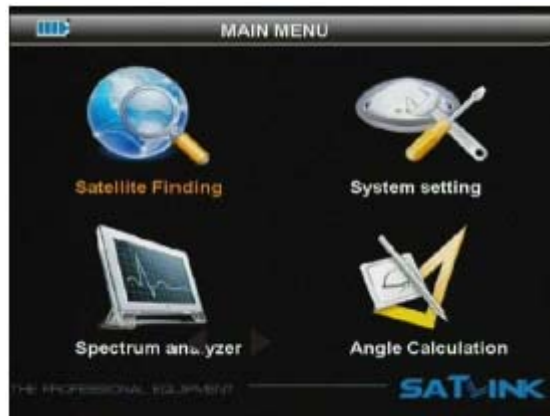 MAIN MENU
Satellite Finding
System setting
Spectrum analyzer
Angle Calculation
THE PROFESSIONAL EQUIPMENT
SATLINK